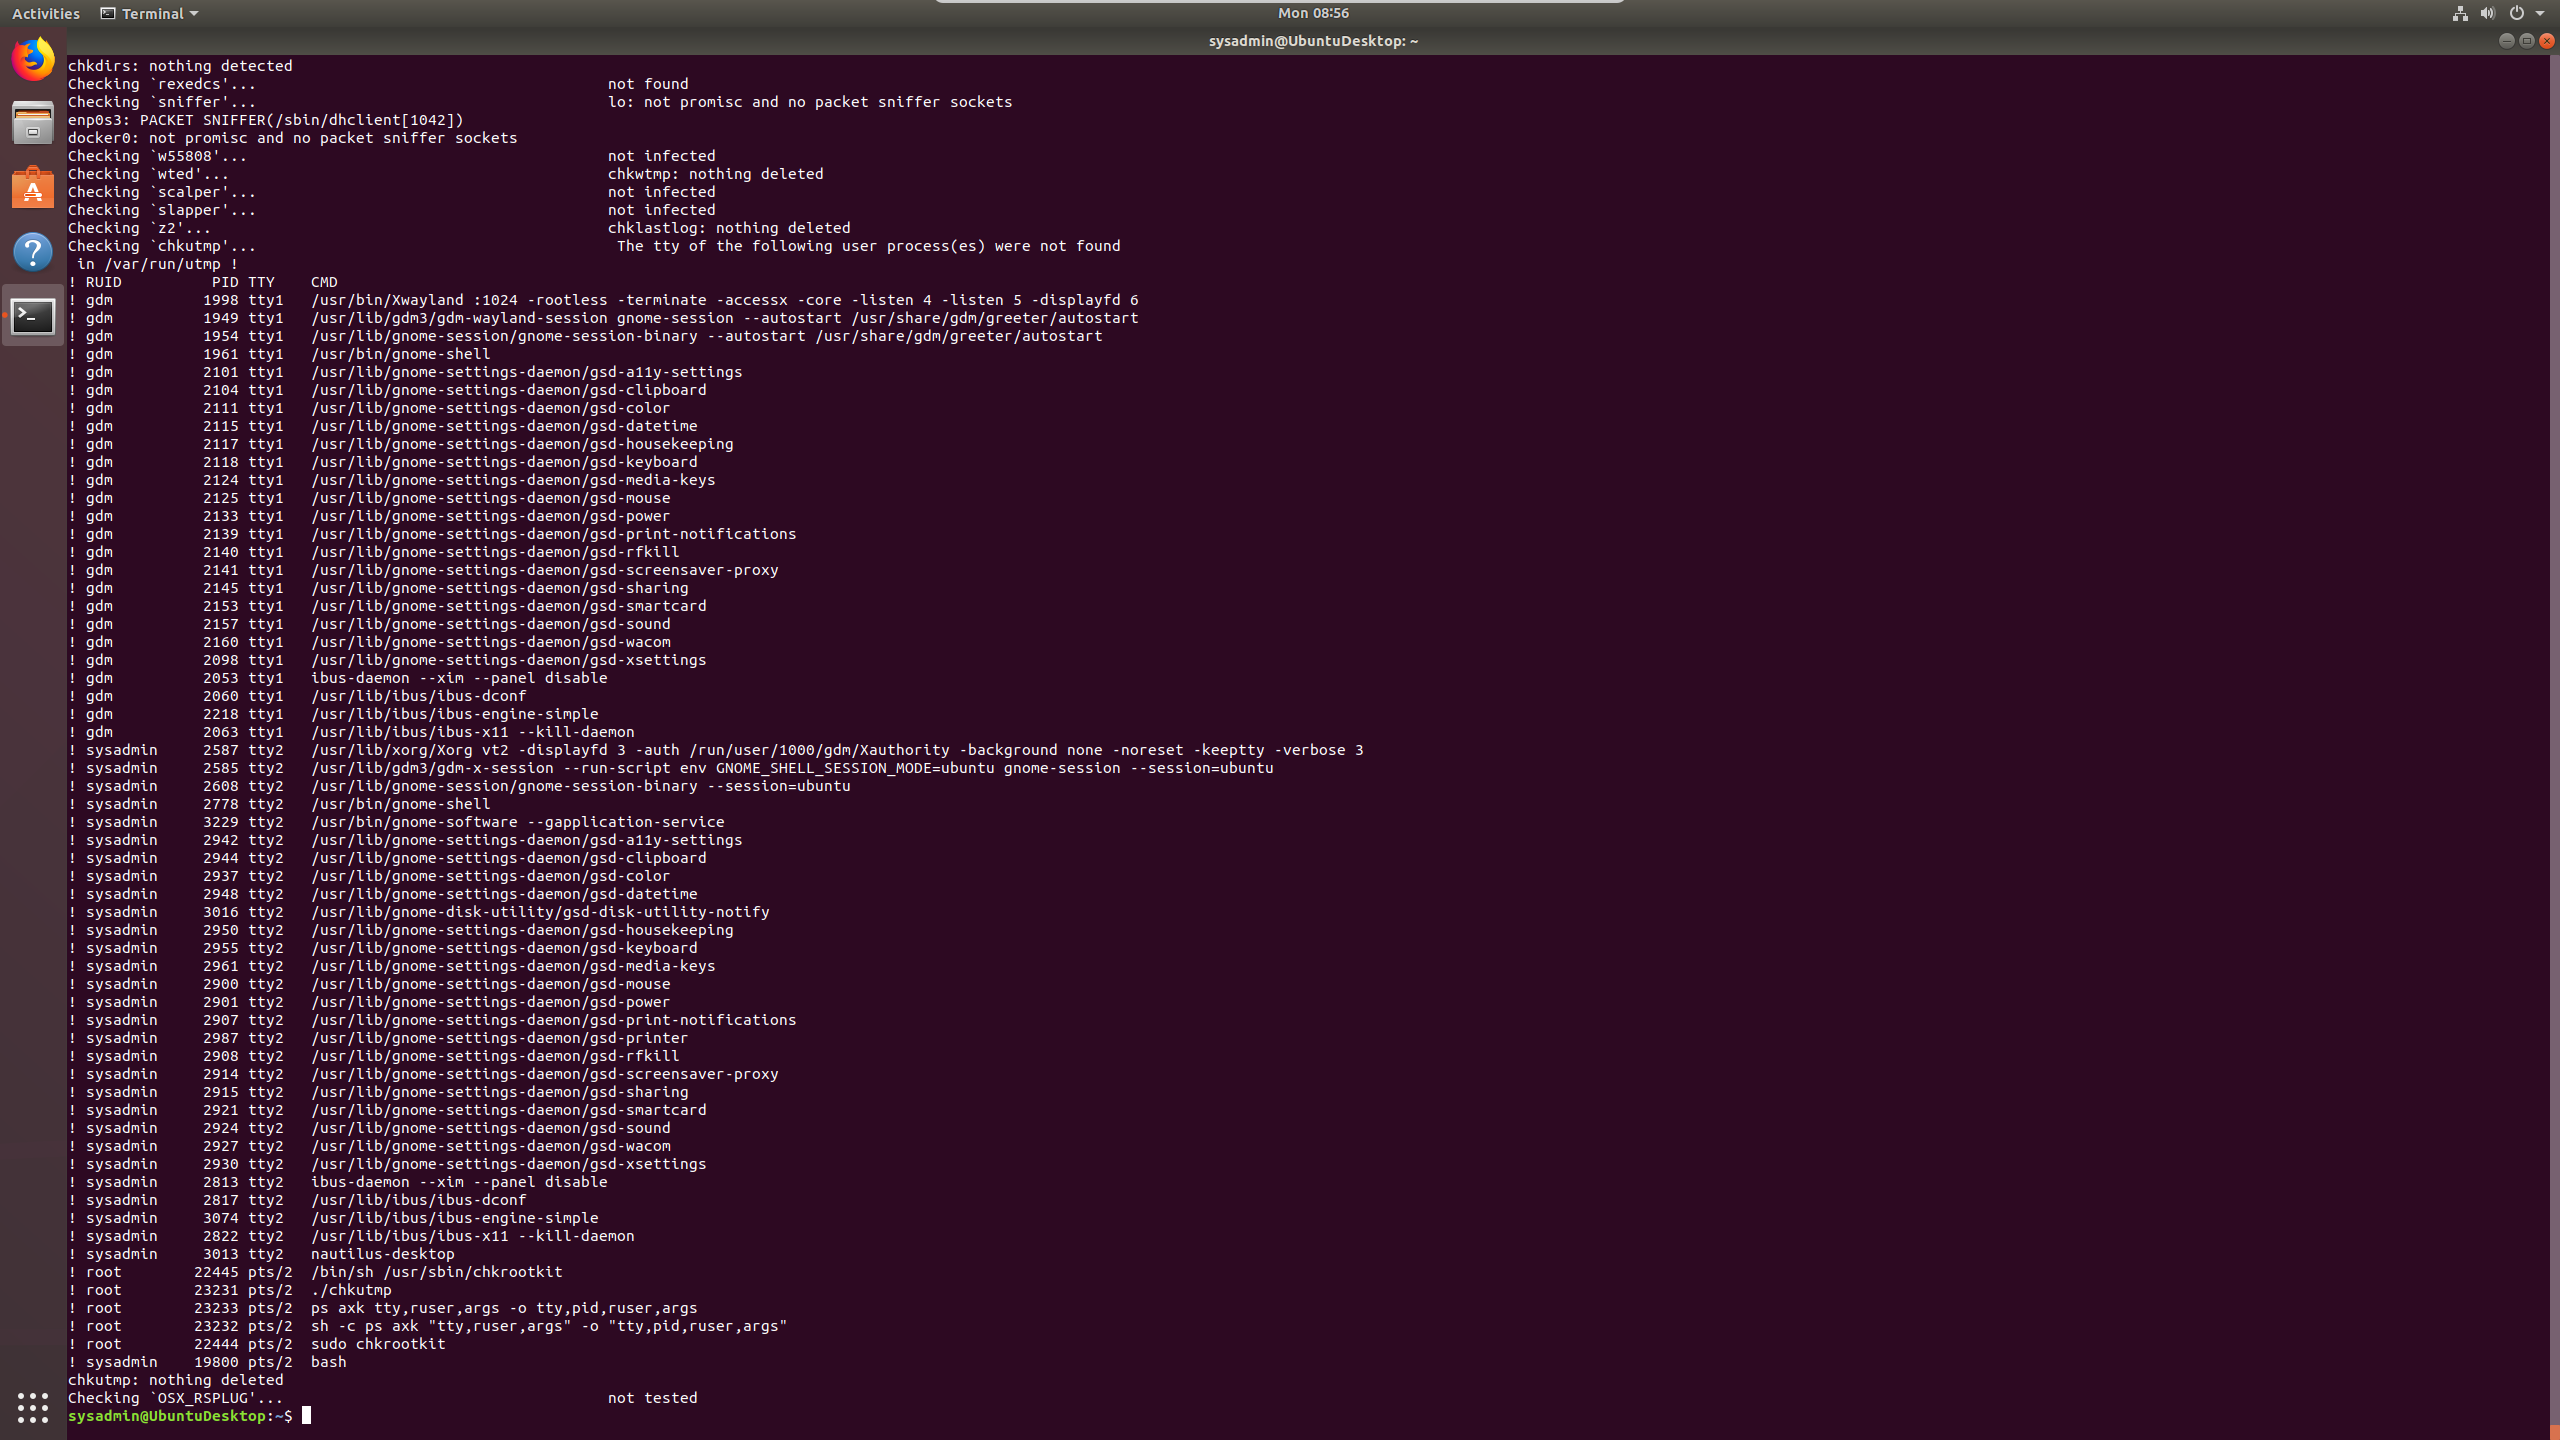 Activities
Terminal
Mon 08:56
sysadmin@UbuntuDesktop: ~
chkdirs: nothing detected
Checking `rexedcs'... not found
Checking `sniffer'... lo: not promisc and no packet sniffer sockets
enp0s3: PACKET SNIFFER(/sbin/dhclient[1042])
docker0: not promisc and no packet sniffer sockets
Checking `w55808'... not infected
Checking `wted'... chkwtmp: nothing deleted
Checking `scalper'... not infected
Checking `slapper'... not infected
Checking `z2'... chklastlog: nothing deleted
Checking `chkutmp'... The tty of the following user process(es) were not found
in /var/run/utmp !
! RUID PID TTY CMD
! gdm 1998 tty1 /usr/bin/Xwayland :1024 -rootless -terminate -accessx -core -listen 4 -listen 5 -displayfd 6
! gdm 1949 tty1 /usr/lib/gdm3/gdm-wayland-session gnome-session --autostart /usr/share/gdm/greeter/autostart
! gdm 1954 tty1 /usr/lib/gnome-session/gnome-session-binary --autostart /usr/share/gdm/greeter/autostart
! gdm 1961 tty1 /usr/bin/gnome-shell
! gdm 2101 tty1 /usr/lib/gnome-settings-daemon/gsd-a11y-settings
! gdm 2104 tty1 /usr/lib/gnome-settings-daemon/gsd-clipboard
! gdm 2111 tty1 /usr/lib/gnome-settings-daemon/gsd-color
! gdm 2115 tty1 /usr/lib/gnome-settings-daemon/gsd-datetime
! gdm 2117 tty1 /usr/lib/gnome-settings-daemon/gsd-housekeeping
! gdm 2118 tty1 /usr/lib/gnome-settings-daemon/gsd-keyboard
! gdm 2124 tty1 /usr/lib/gnome-settings-daemon/gsd-media-keys
! gdm 2125 tty1 /usr/lib/gnome-settings-daemon/gsd-mouse
! gdm 2133 tty1 /usr/lib/gnome-settings-daemon/gsd-power
! gdm 2139 tty1 /usr/lib/gnome-settings-daemon/gsd-print-notifications
! gdm 2140 tty1 /usr/lib/gnome-settings-daemon/gsd-rfkill
! gdm 2141 tty1 /usr/lib/gnome-settings-daemon/gsd-screensaver-proxy
! gdm 2145 tty1 /usr/lib/gnome-settings-daemon/gsd-sharing
! gdm 2153 tty1 /usr/lib/gnome-settings-daemon/gsd-smartcard
! gdm 2157 tty1 /usr/lib/gnome-settings-daemon/gsd-sound
! gdm 2160 tty1 /usr/lib/gnome-settings-daemon/gsd-wacom
! gdm 2098 tty1 /usr/lib/gnome-settings-daemon/gsd-xsettings
! gdm 2053 tty1 ibus-daemon --xim --panel disable
! gdm 2060 tty1 /usr/lib/ibus/ibus-dconf
! gdm 2218 tty1 /usr/lib/ibus/ibus-engine-simple
! gdm 2063 tty1 /usr/lib/ibus/ibus-x11 --kill-daemon
! sysadmin 2587 tty2 /usr/lib/xorg/Xorg vt2 -displayfd 3 -auth /run/user/1000/gdm/Xauthority -background none -noreset -keeptty -verbose 3
! sysadmin 2585 tty2 /usr/lib/gdm3/gdm-x-session --run-script env GNOME_SHELL_SESSION_MODE=ubuntu gnome-session --session=ubuntu
! sysadmin 2608 tty2 /usr/lib/gnome-session/gnome-session-binary --session=ubuntu
! sysadmin 2778 tty2 /usr/bin/gnome-shell
! sysadmin 3229 tty2 /usr/bin/gnome-software --gapplication-service
! sysadmin 2942 tty2 /usr/lib/gnome-settings-daemon/gsd-a11y-settings
! sysadmin 2944 tty2 /usr/lib/gnome-settings-daemon/gsd-clipboard
! sysadmin 2937 tty2 /usr/lib/gnome-settings-daemon/gsd-color
! sysadmin 2948 tty2 /usr/lib/gnome-settings-daemon/gsd-datetime
! sysadmin 3016 tty2 /usr/lib/gnome-disk-utility/gsd-disk-utility-notify
! sysadmin 2950 tty2 /usr/lib/gnome-settings-daemon/gsd-housekeeping
! sysadmin 2955 tty2 /usr/lib/gnome-settings-daemon/gsd-keyboard
! sysadmin 2961 tty2 /usr/lib/gnome-settings-daemon/gsd-media-keys
! sysadmin 2900 tty2 /usr/lib/gnome-settings-daemon/gsd-mouse
! sysadmin 2901 tty2 /usr/lib/gnome-settings-daemon/gsd-power
! sysadmin 2907 tty2 /usr/lib/gnome-settings-daemon/gsd-print-notifications
! sysadmin 2987 tty2 /usr/lib/gnome-settings-daemon/gsd-printer
! sysadmin 2908 tty2 /usr/lib/gnome-settings-daemon/gsd-rfkill
! sysadmin 2914 tty2 /usr/lib/gnome-settings-daemon/gsd-screensaver-proxy
! sysadmin 2915 tty2 /usr/lib/gnome-settings-daemon/gsd-sharing
! sysadmin 2921 tty2 /usr/lib/gnome-settings-daemon/gsd-smartcard
! sysadmin 2924 tty2 /usr/lib/gnome-settings-daemon/gsd-sound
! sysadmin 2927 tty2 /usr/lib/gnome-settings-daemon/gsd-wacom
! sysadmin 2930 tty2 /usr/lib/gnome-settings-daemon/gsd-xsettings
! sysadmin 2813 tty2 ibus-daemon --xim --panel disable
! sysadmin 2817 tty2 /usr/lib/ibus/ibus-dconf
! sysadmin 3074 tty2 /usr/lib/ibus/ibus-engine-simple
! sysadmin 2822 tty2 /usr/lib/ibus/ibus-x11 --kill-daemon
! sysadmin 3013 tty2 nautilus-desktop
! root 22445 pts/2 /bin/sh /usr/sbin/chkrootkit
! root 23231 pts/2 ./chkutmp
! root 23233 pts/2 ps axk tty,ruser,args -o tty,pid,ruser,args
! root 23232 pts/2 sh -c ps axk "tty,ruser,args" -o "tty,pid,ruser,args"
! root 22444 pts/2 sudo chkrootkit
! sysadmin 19800 pts/2 bash
chkutmp: nothing deleted
Checking `OSX_RSPLUG'... not tested
sysadmin@UbuntuDesktop:~$